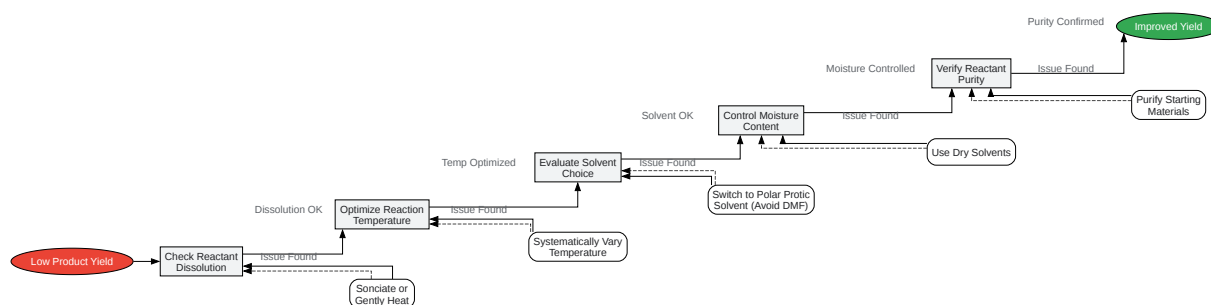 Purity Confirmed
Improved Yield
Moisture Controlled
Verify Reactant
Purity
Issue Found
Purify Starting
Materials
Solvent OK
Control Moisture
Content
Issue Found
Use Dry Solvents
Temp Optimized
Evaluate Solvent
Choice
Issue Found
Switch to Polar Protic
Solvent (Avoid DMF)
Dissolution OK
Optimize Reaction
Temperature
Issue Found
Systematically Vary
Temperature
Low Product Yield
Check Reactant
Dissolution
Issue Found
Sonciate or
Gently Heat